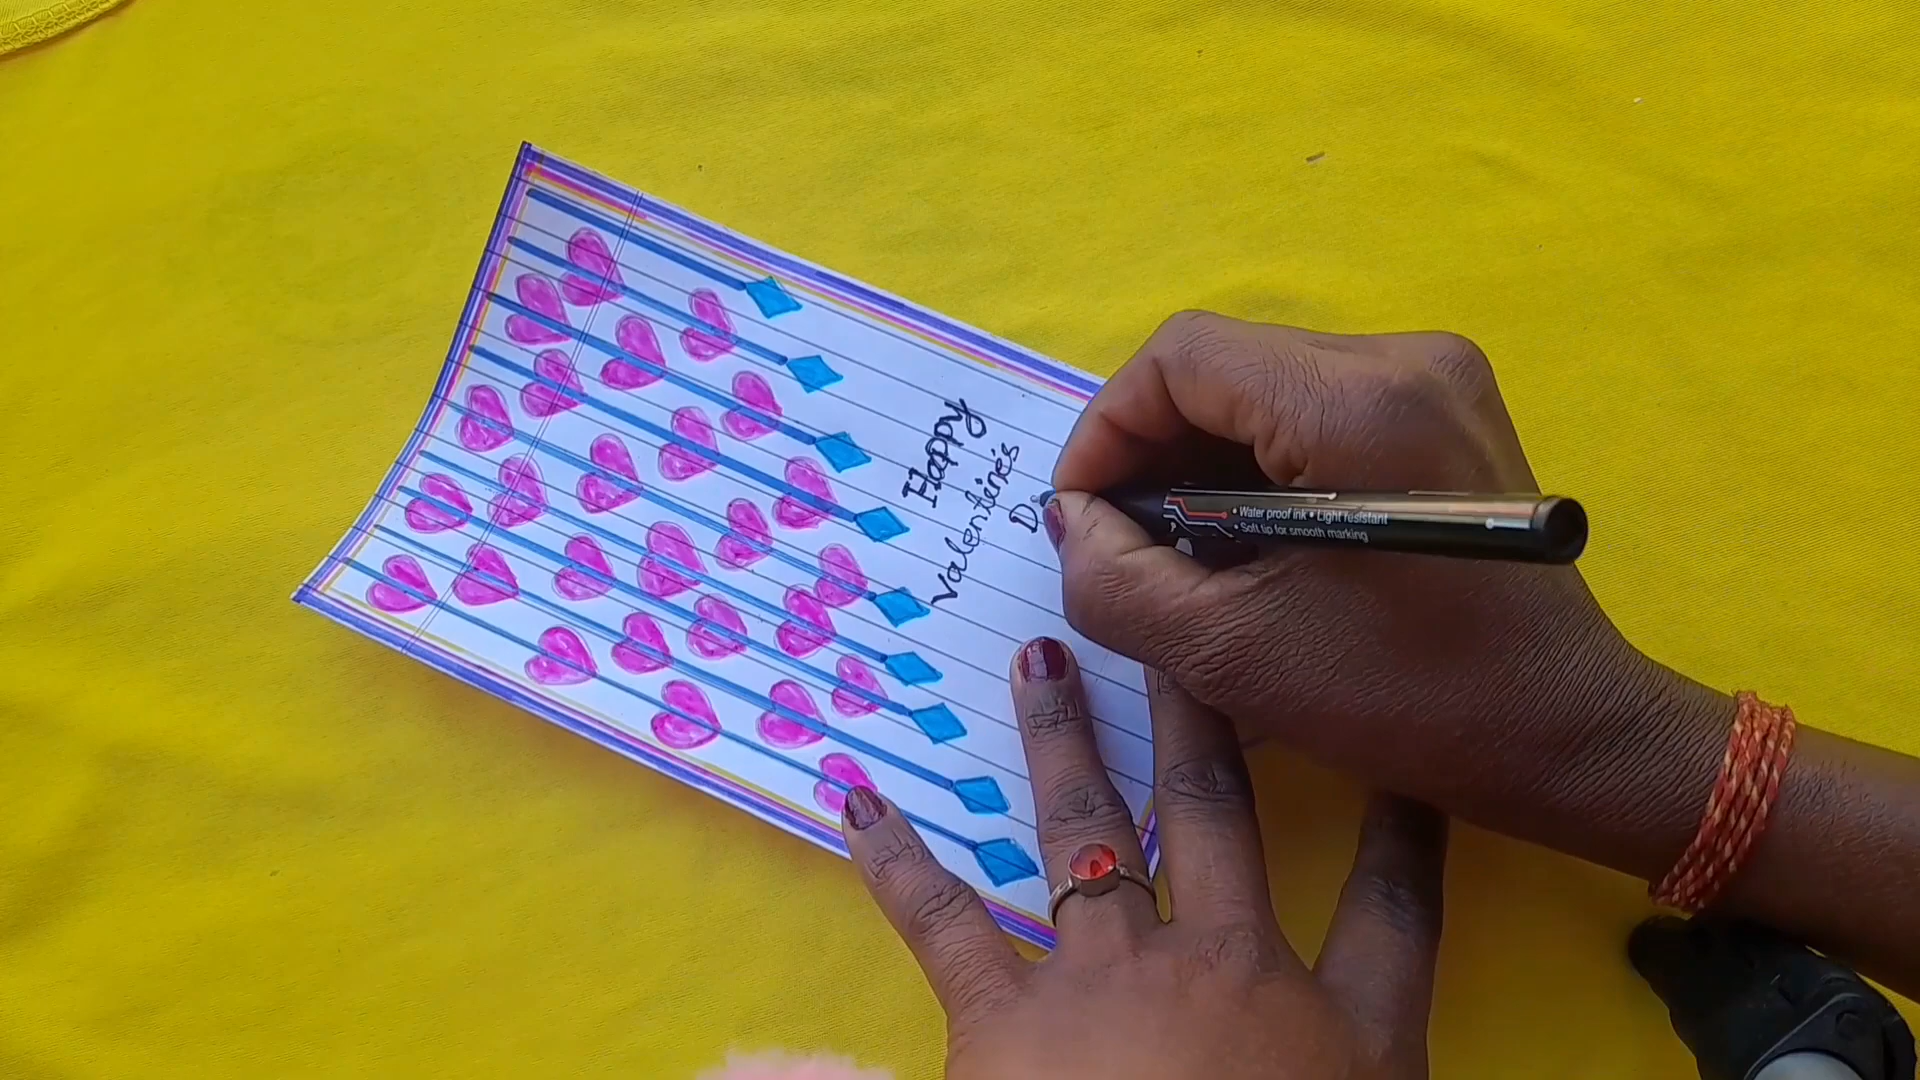 Happy
Valentine's
D
• Water proof ink • Light resistant
• Soft tip for smooth marking